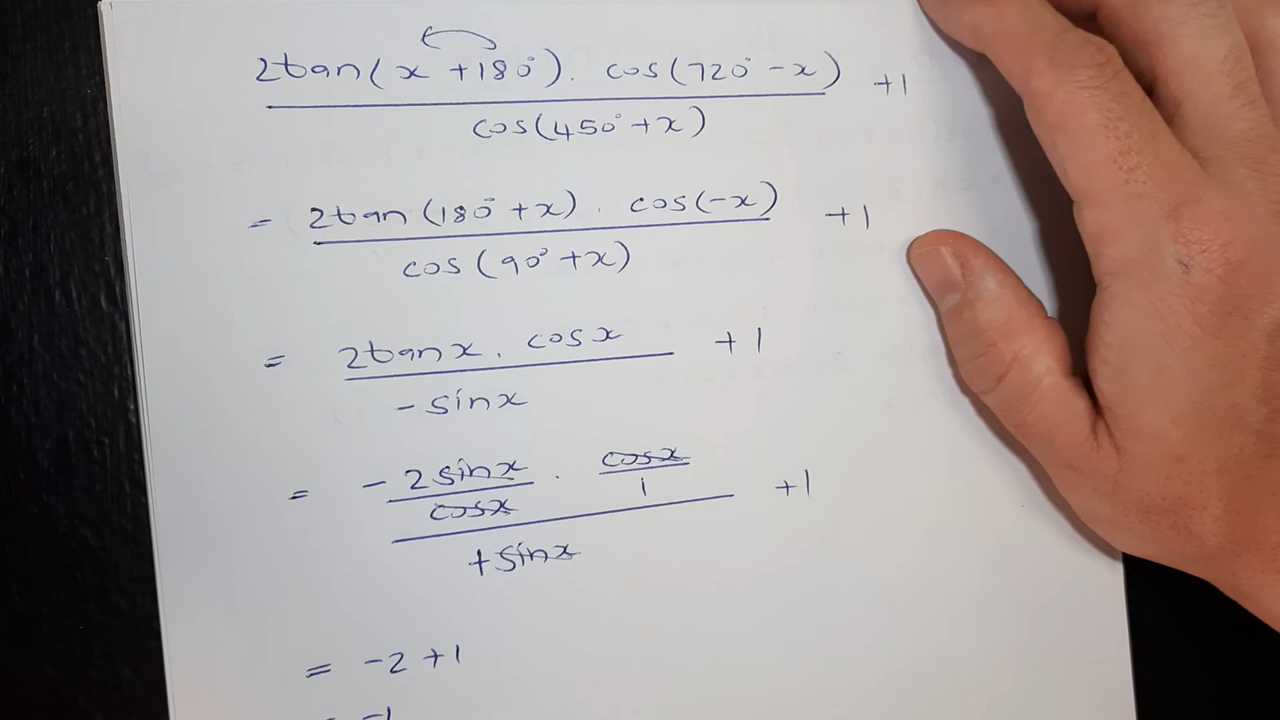 2tan(x +180°). cos(720° -x) +1
cos(450° +x)
= 2tan(180° +x). cos(-x) +1
cos(90° +x)
= 2tanx. cosx +1
-sinx
= -2sinx . cosx +1
cosx 1
+sinx
= -2 +1
= -1